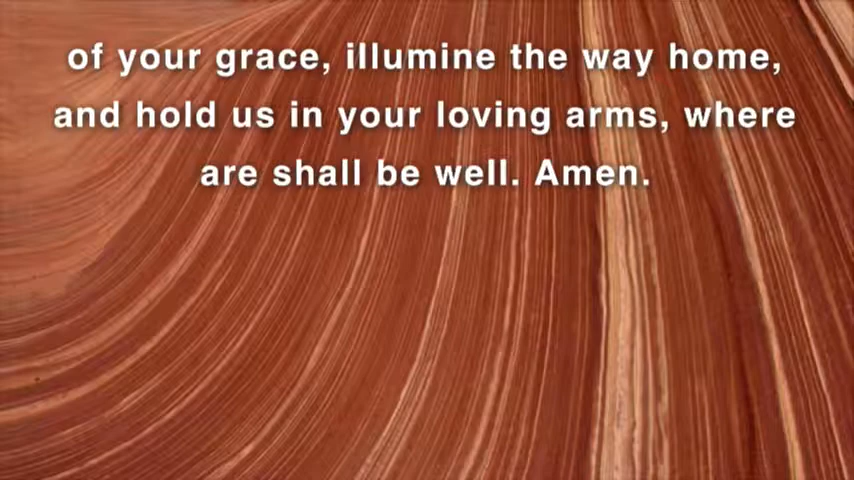 of your grace, illumine the way home,
and hold us in your loving arms, where
are shall be well. Amen.